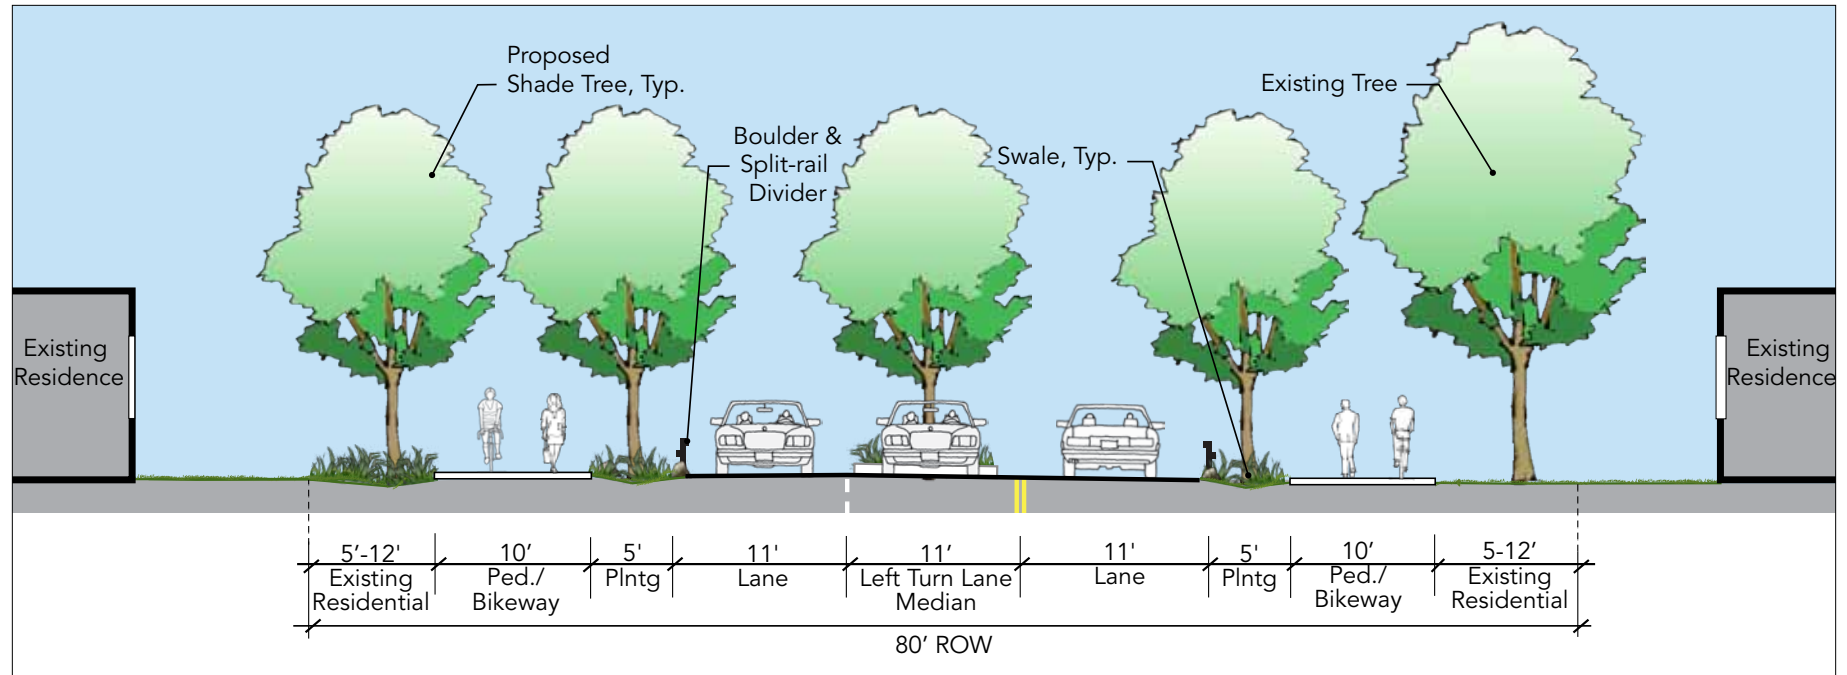 Proposed
Shade Tree, Typ.
Existing Tree
Boulder &
Split-rail
Divider
Swale, Typ.
Existing
Residence
Existing
Residence
5’-12'
10’
5'
11'
11’
11'
5'
10’
5-12’
Existing
Residential
Ped./
Bikeway
Plntg
Lane
Left Turn Lane
Median
Lane
Plntg
Ped./
Bikeway
Existing
Residential
80’ ROW